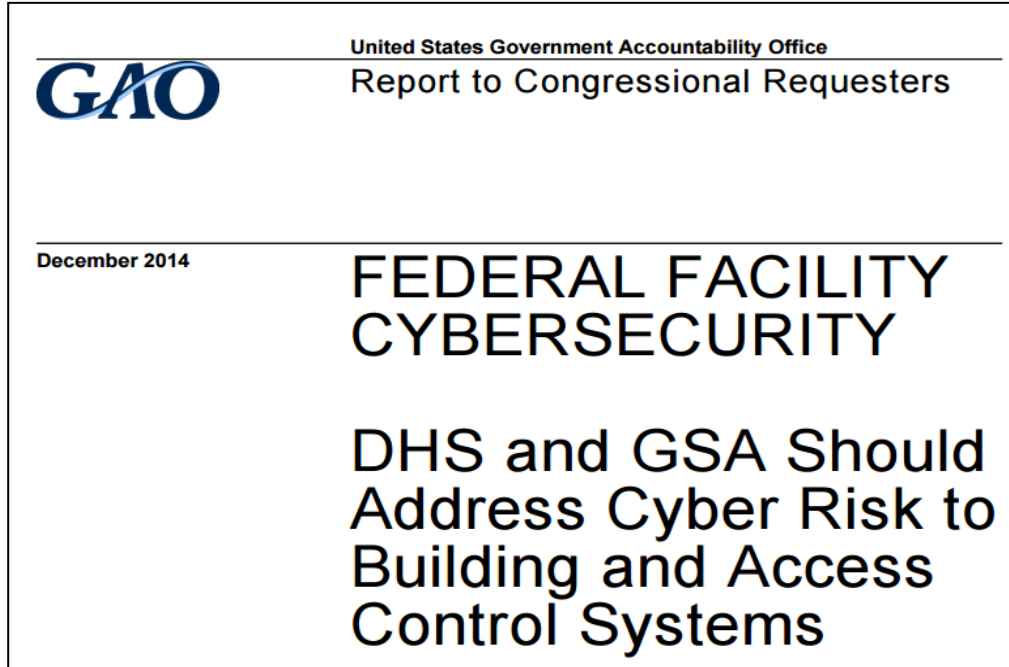 United States Government Accountability Office
GAO
Report to Congressional Requesters
December 2014
FEDERAL FACILITY
CYBERSECURITY
DHS and GSA Should
Address Cyber Risk to
Building and Access
Control Systems